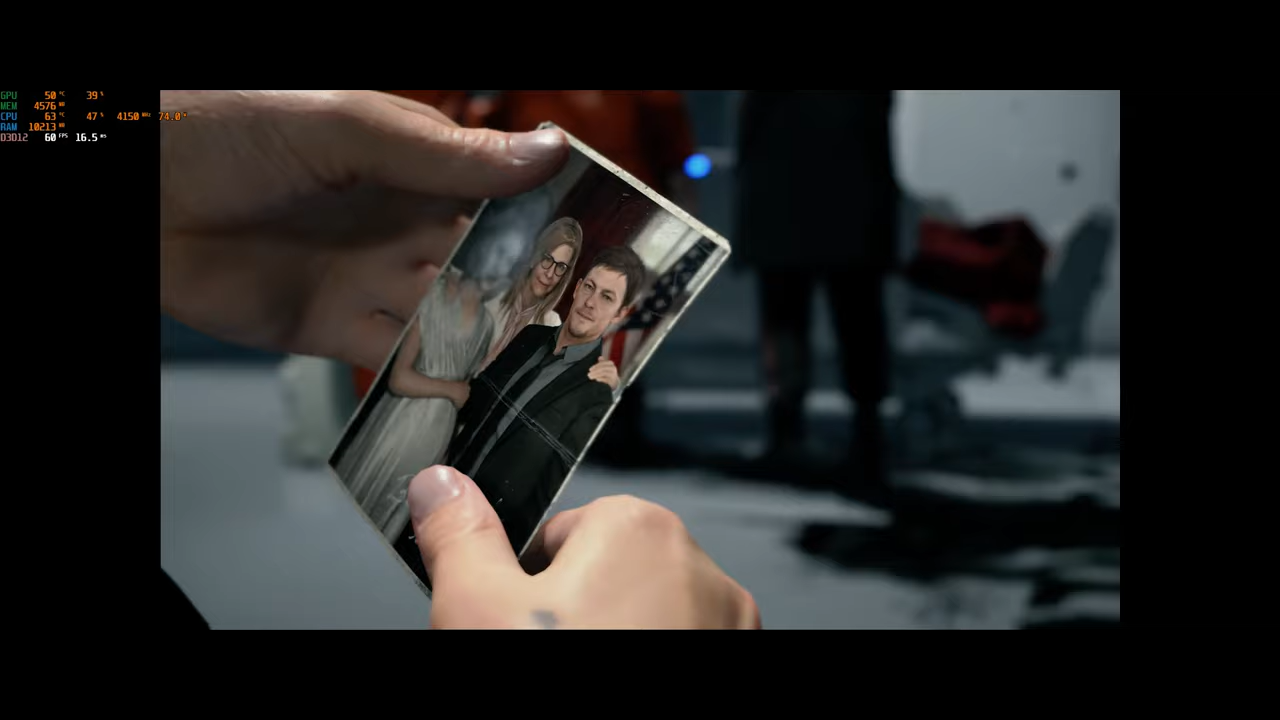 GPU 50 °C 39 %
MEM 4576 MB
CPU 63 °C 47 % 4150 MHz 74.0 W
RAM 10213 MB
D3D12 60 FPS 16.5 ms